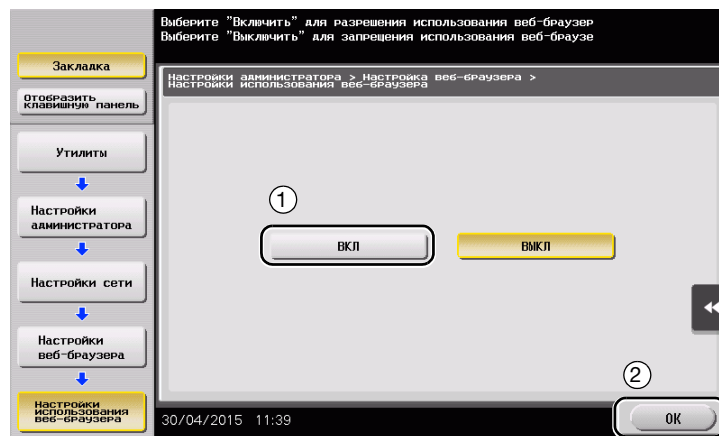 Выберите "Включить" для разрешения использования веб-браузер
Выберите "Выключить" для запрещения использования веб-браузе
Закладка
Отобразить
клавишную панель
Настройки администратора > Настройка веб-браузера >
Настройки использования веб-браузера
Утилиты
Настройки
администратора
Настройки сети
Настройки
веб-браузера
Настройки
использования
веб-браузера
1
ВКЛ
ВЫКЛ
2
30/04/2015 11:39
OK